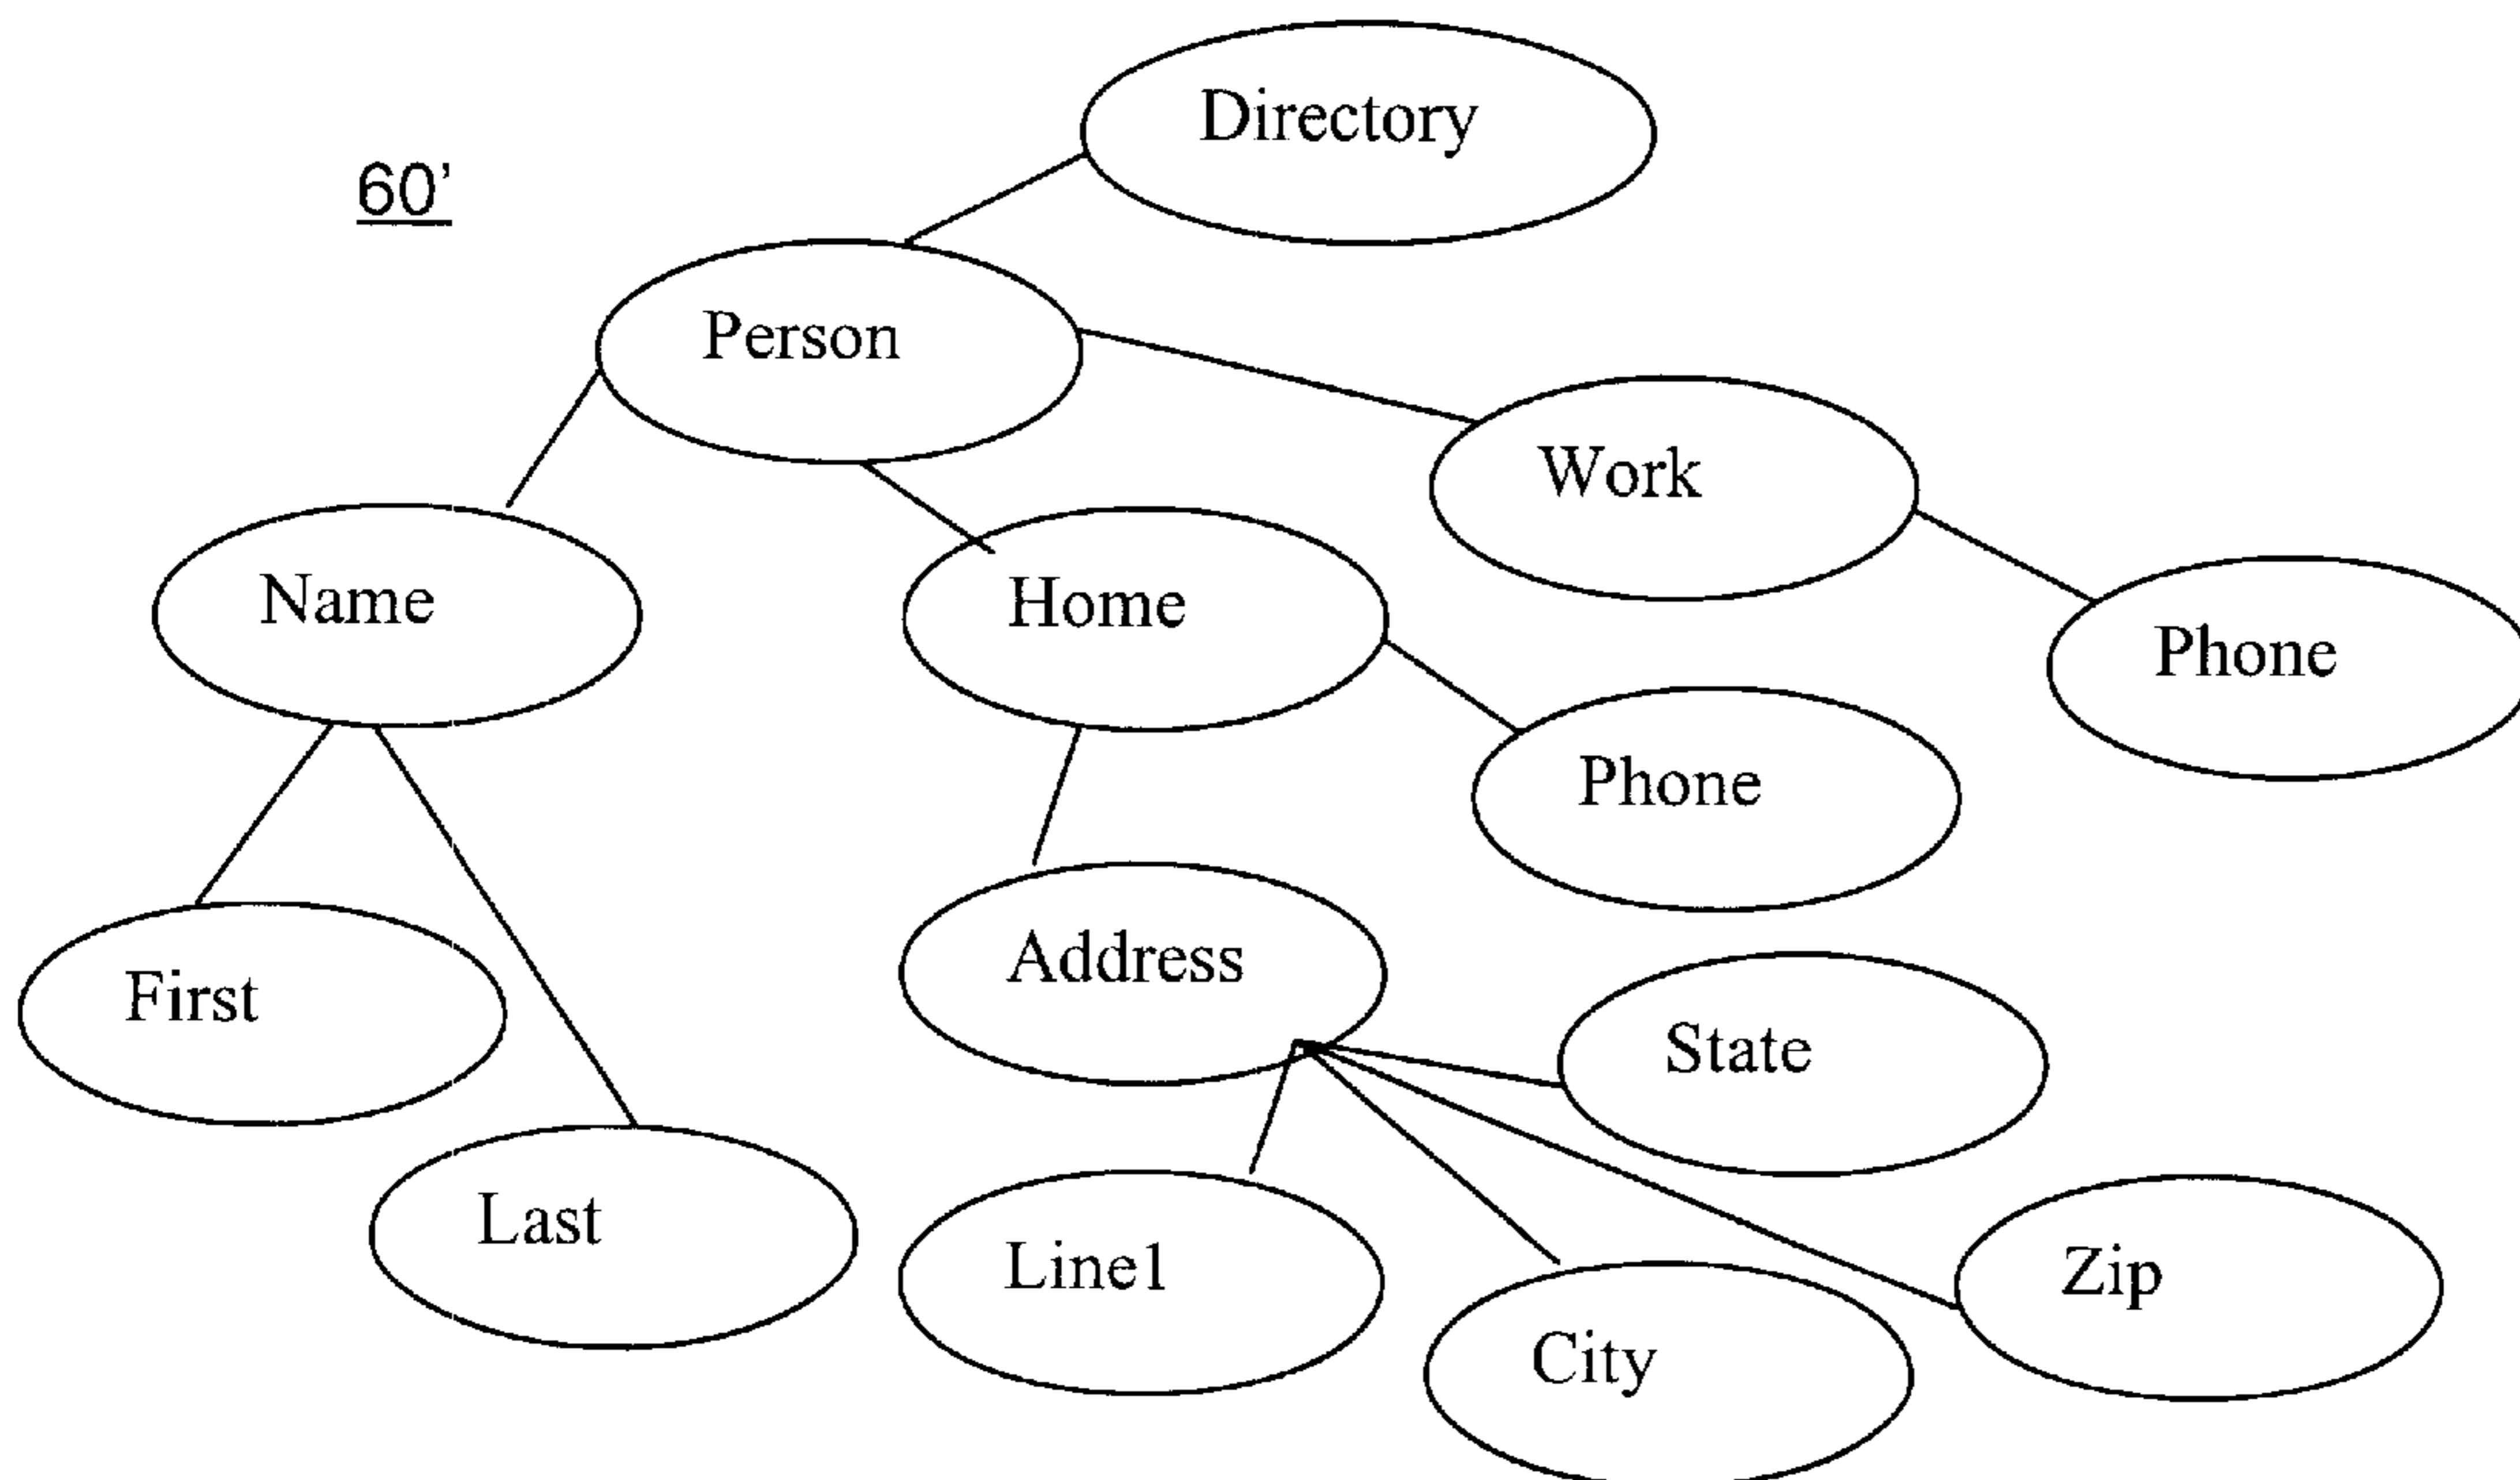 Directory
60'
Person
Work
Name
Home
Phone
Phone
Address
First
State
Last
Line1
Zip
City